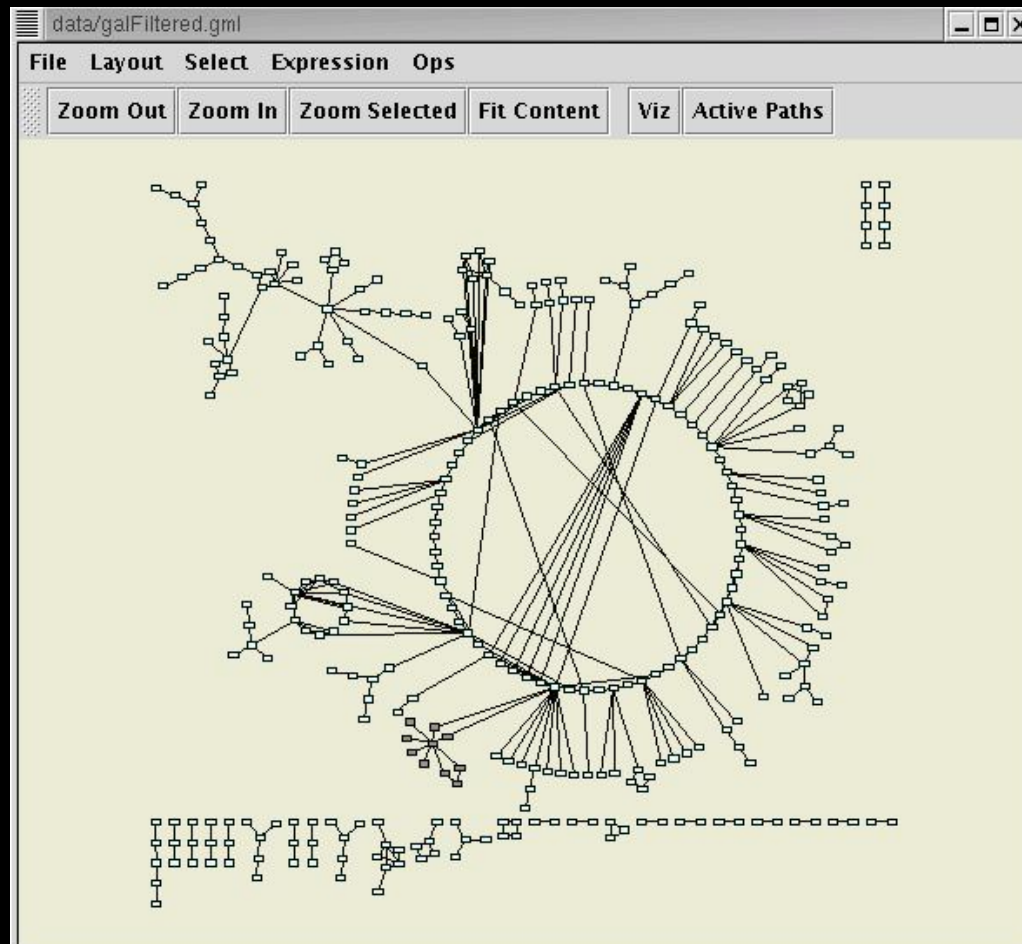 data/galFiltered.gml
File Layout Select Expression Ops
Zoom Out Zoom In Zoom Selected Fit Content Viz Active Paths